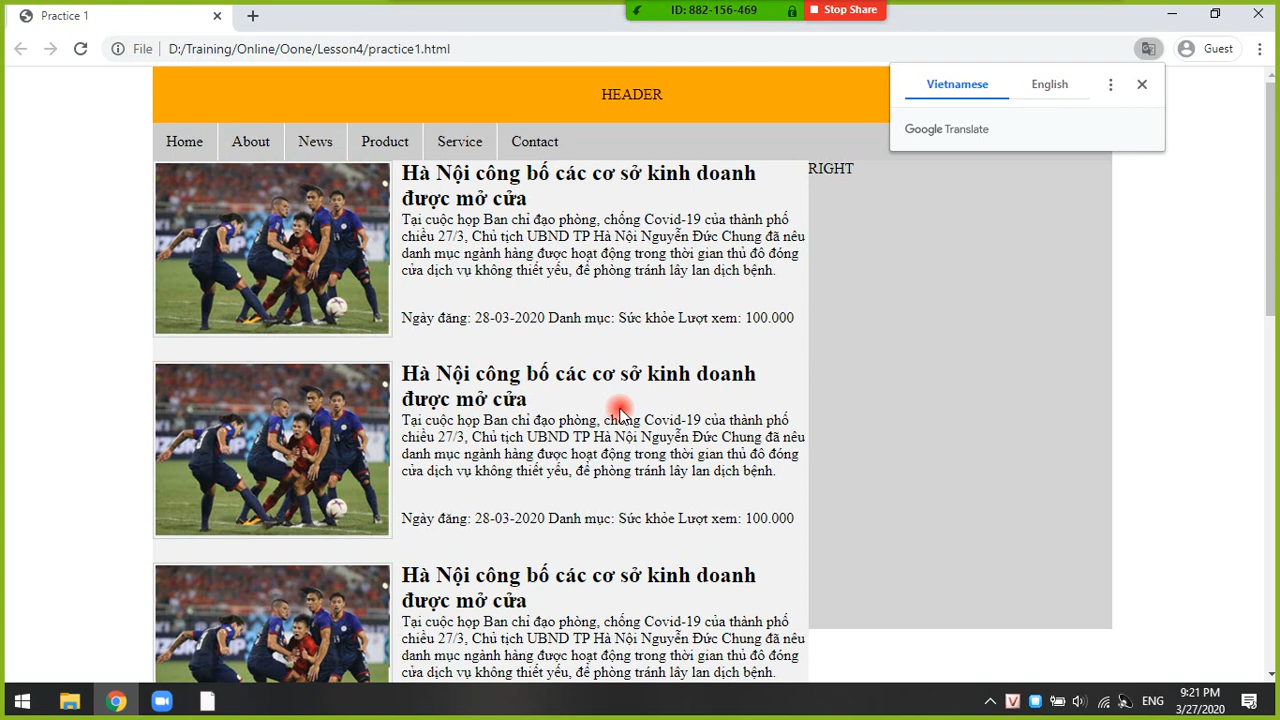 Practice 1
ID: 882-156-469
Stop Share
File
D:/Training/Online/Oone/Lesson4/practice1.html
Guest
Vietnamese
English
Google Translate
HEADER
Home
About
News
Product
Service
Contact
Hà Nội công bố các cơ sở kinh doanh
được mở cửa
Tại cuộc họp Ban chỉ đạo phòng, chống Covid-19 của thành phố
chiều 27/3, Chủ tịch UBND TP Hà Nội Nguyễn Đức Chung đã nêu
danh mục ngành hàng được hoạt động trong thời gian thủ đô đóng
cửa dịch vụ không thiết yếu, để phòng tránh lây lan dịch bệnh.
Ngày đăng: 28-03-2020 Danh mục: Sức khỏe Lượt xem: 100.000
RIGHT
Hà Nội công bố các cơ sở kinh doanh
được mở cửa
Tại cuộc họp Ban chỉ đạo phòng, chống Covid-19 của thành phố
chiều 27/3, Chủ tịch UBND TP Hà Nội Nguyễn Đức Chung đã nêu
danh mục ngành hàng được hoạt động trong thời gian thủ đô đóng
cửa dịch vụ không thiết yếu, để phòng tránh lây lan dịch bệnh.
Ngày đăng: 28-03-2020 Danh mục: Sức khỏe Lượt xem: 100.000
Hà Nội công bố các cơ sở kinh doanh
được mở cửa
Tại cuộc họp Ban chỉ đạo phòng, chống Covid-19 của thành phố
chiều 27/3, Chủ tịch UBND TP Hà Nội Nguyễn Đức Chung đã nêu
danh mục ngành hàng được hoạt động trong thời gian thủ đô đóng
cửa dịch vụ không thiết yếu, để phòng tránh lây lan dịch bệnh.
ENG
9:21 PM
3/27/2020